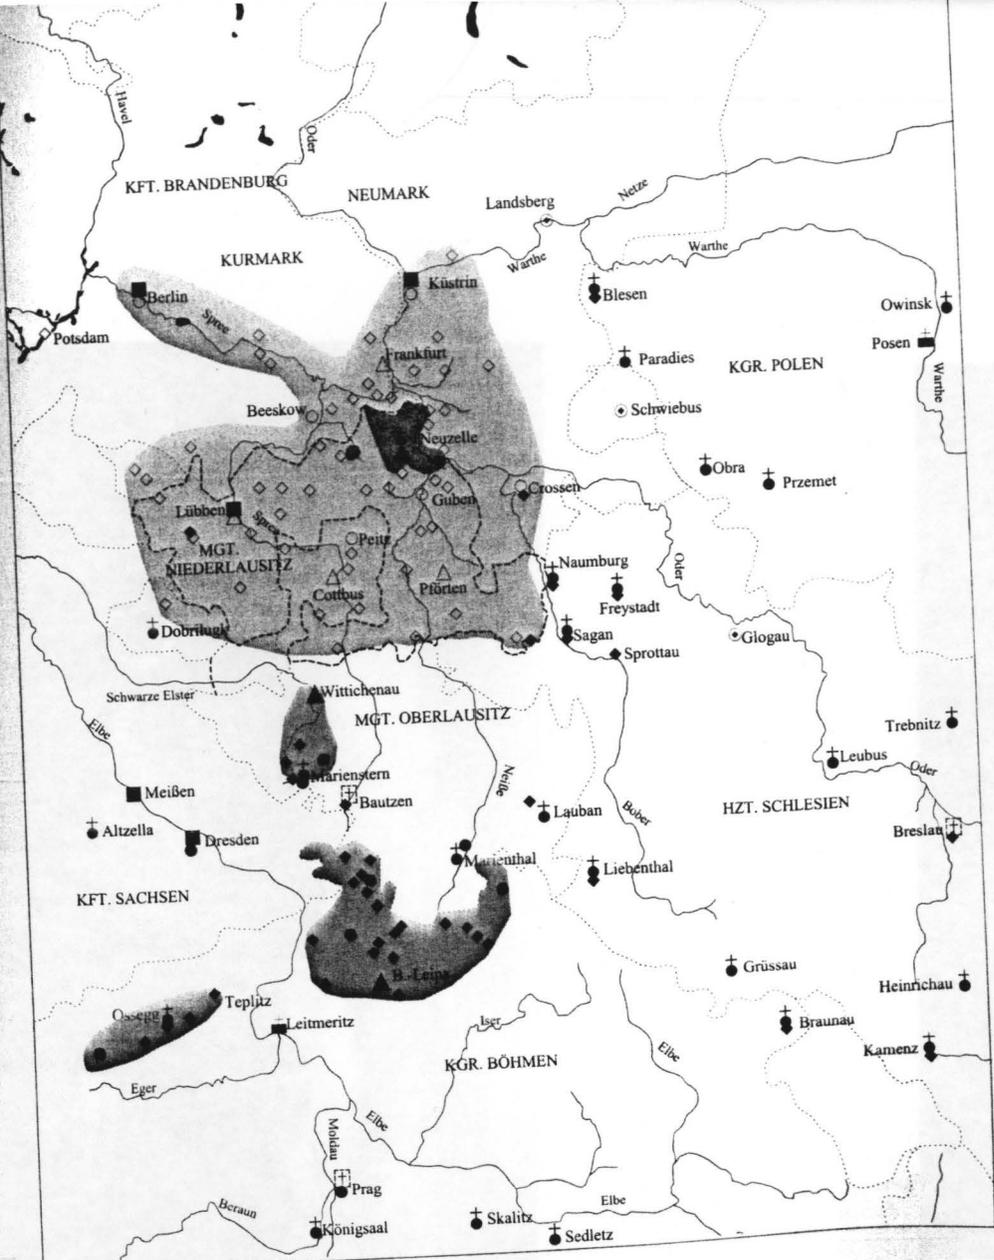 Havel
Oder
KFT. BRANDENBURG
NEUMARK
Landsberg
Netze
KURMARK
Warthe
Warthe
Küstrin
Blesen
Owinsk
Berlin
Spree
Potsdam
Posen
Frankfurt
Paradies
KGR. POLEN
Warthe
Beeskow
Schwiebus
Neuzelle
Obra
Przemet
Crossen
Guben
Lübben
Spree
Peitz
MGT.
NIEDERLAUSITZ
Naumburg
Oder
Cottbus
Pförten
Freystadt
Dobrilugk
Sagan
Glogau
Sprottau
Schwarze Elster
Wittichenau
MGT. OBERLAUSITZ
Trebnitz
Elbe
Leubus
Oder
Marienstern
Neiße
Meißen
Bautzen
Lauban
Bober
HZT. SCHLESIEN
Altzella
Dresden
Breslau
Marienthal
Liebenthal
KFT. SACHSEN
B.-Leipa
Grüssau
Heinrichau
Teplitz
Ossegg
Leitmeritz
Iser
Braunau
Elbe
Kamenz
KGR. BÖHMEN
Eger
Elbe
Moldau
Prag
Elbe
Beraun
Königsaal
Skalitz
Sedletz